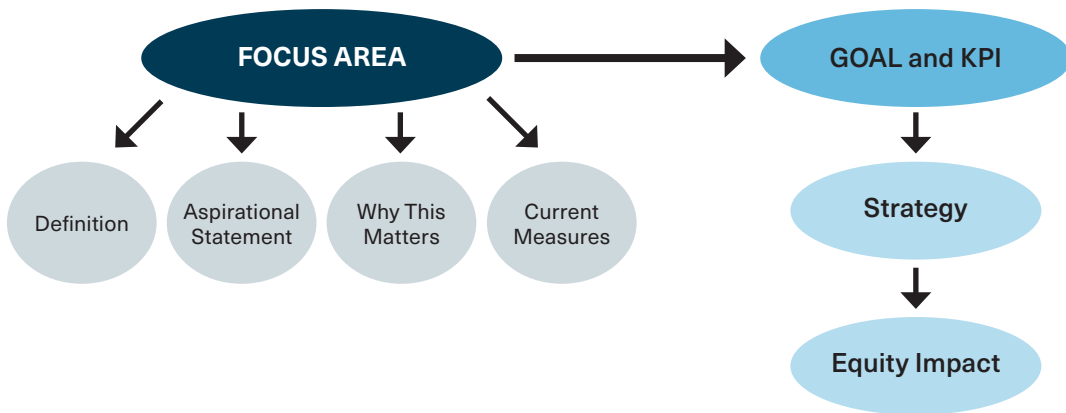 FOCUS AREA
GOAL and KPI
Definition
Aspirational
Statement
Why This
Matters
Current
Measures
Strategy
Equity Impact